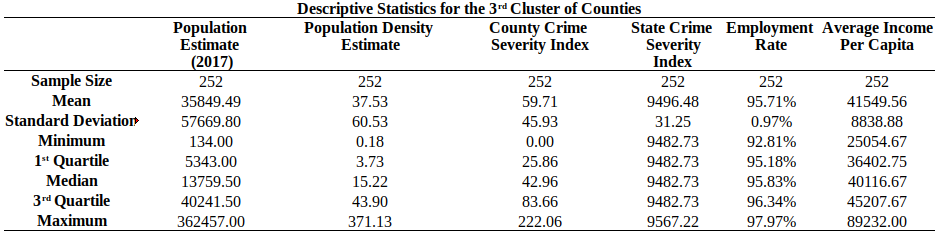 Descriptive Statistics for the 3rd Cluster of Counties
Population Population Density County Crime State Crime Employment Average Income
Estimate Estimate Severity Index Severity Rate Per Capita
(2017) Index
Sample Size 252 252 252 252 252 252
Mean 35849.49 37.53 59.71 9496.48 95.71% 41549.56
Standard Deviation 57669.80 60.53 45.93 31.25 0.97% 8838.88
Minimum 134.00 0.18 0.00 9482.73 92.81% 25054.67
1st Quartile 5343.00 3.73 25.86 9482.73 95.18% 36402.75
Median 13759.50 15.22 42.96 9482.73 95.83% 40116.67
3rd Quartile 40241.50 43.90 83.66 9482.73 96.34% 45207.67
Maximum 362457.00 371.13 222.06 9567.22 97.97% 89232.00